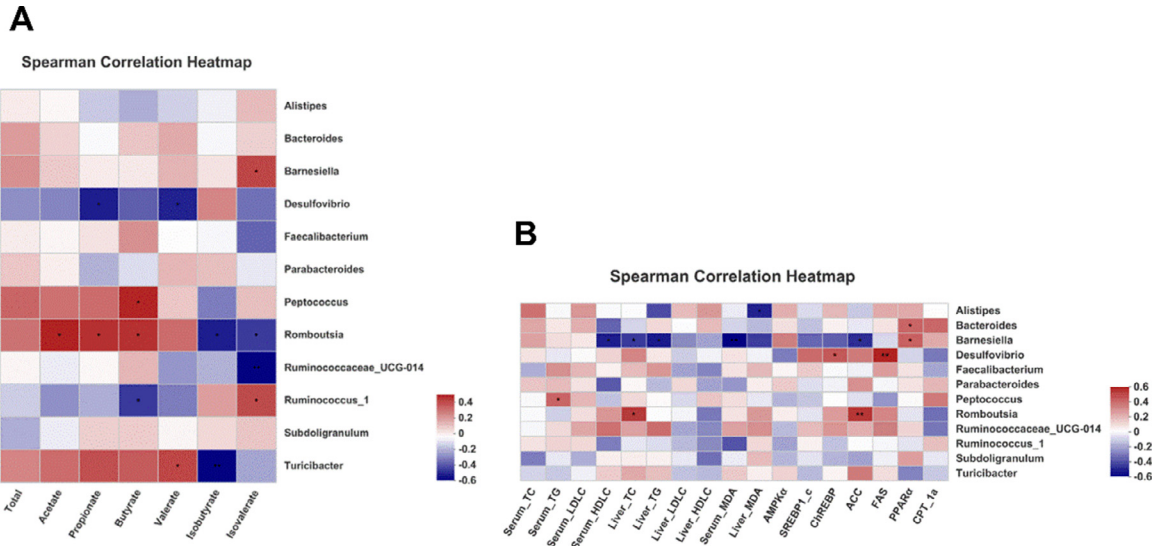 A
Spearman Correlation Heatmap
Alistipes
Bacteroides
Barnesiella
Desulfovibrio
Faecalibacterium
Parabacteroides
Peptococcus
Romboutsia
Ruminococcaceae_UCG-014
Ruminococcus_1
Subdoligranulum
Turicibacter
0.4
0.2
0
-0.2
-0.4
-0.6
Total
Acetate
Propionate
Butyrate
Valerate
Isobutyrate
Isovalerate
B
Spearman Correlation Heatmap
Alistipes
Bacteroides
Barnesiella
Desulfovibrio
Faecalibacterium
Parabacteroides
Peptococcus
Romboutsia
Ruminococcaceae_UCG-014
Ruminococcus_1
Subdoligranulum
Turicibacter
0.6
0.4
0.2
0
-0.2
-0.4
-0.6
Serum_TC
Serum_TG
Serum_LDLC
Serum_HDLC
Liver_TC
Liver_TG
Liver_LDLC
Liver_HDLC
Serum_MDA
Liver_MDA
AMPKα
SREBP1_c
ChREBP
ACC
FAS
PPARα
CPT_1a